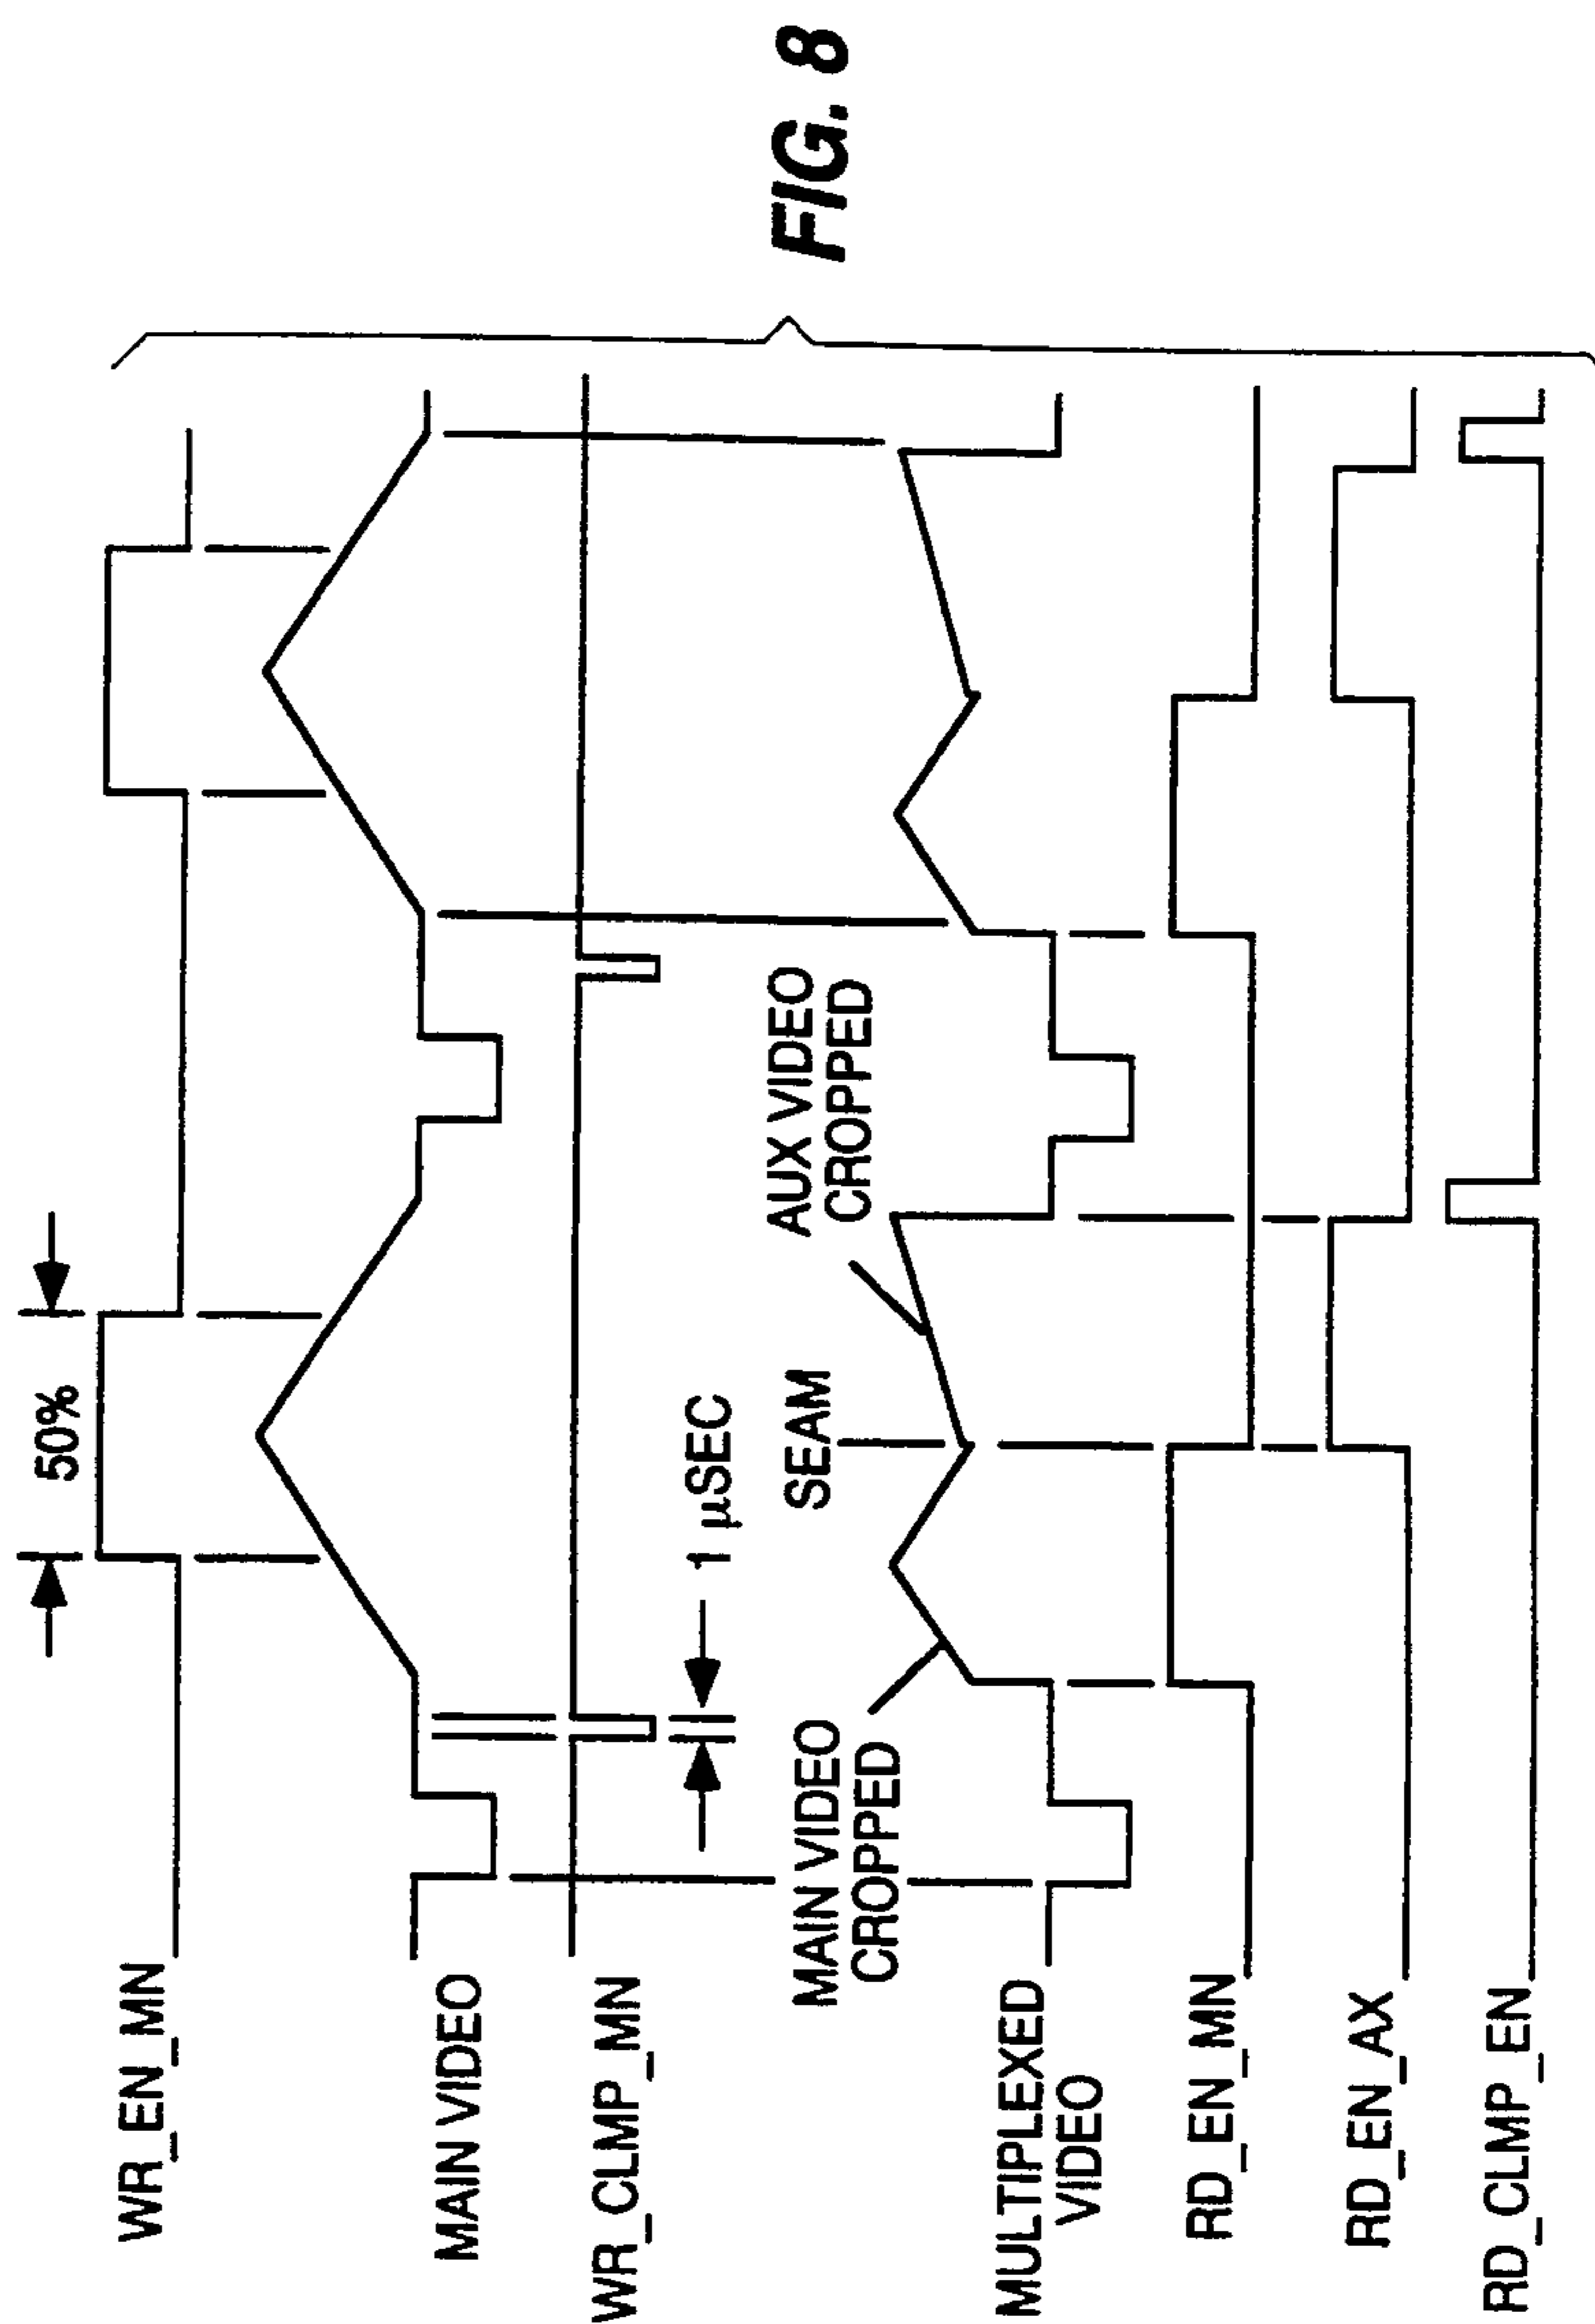 50%
WR_EN_MN
MAIN VIDEO
WR_CLMP_MN
1 µSEC
MAIN VIDEO
CROPPED
SEAM
AUX VIDEO
CROPPED
MULTIPLEXED
VIDEO
RD_EN_MN
RD_EN_AX
RD_CLMP_EN
FIG. 8